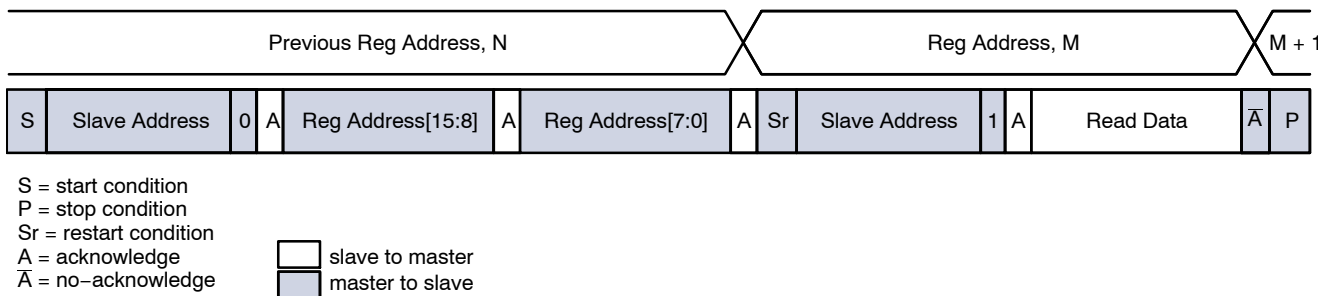 Previous Reg Address, N Reg Address, M M + 1
S Slave Address 0 A Reg Address[15:8] A Reg Address[7:0] A Sr Slave Address 1 A Read Data A̅ P
S = start condition
P = stop condition
Sr = restart condition
A = acknowledge slave to master
A̅ = no−acknowledge master to slave